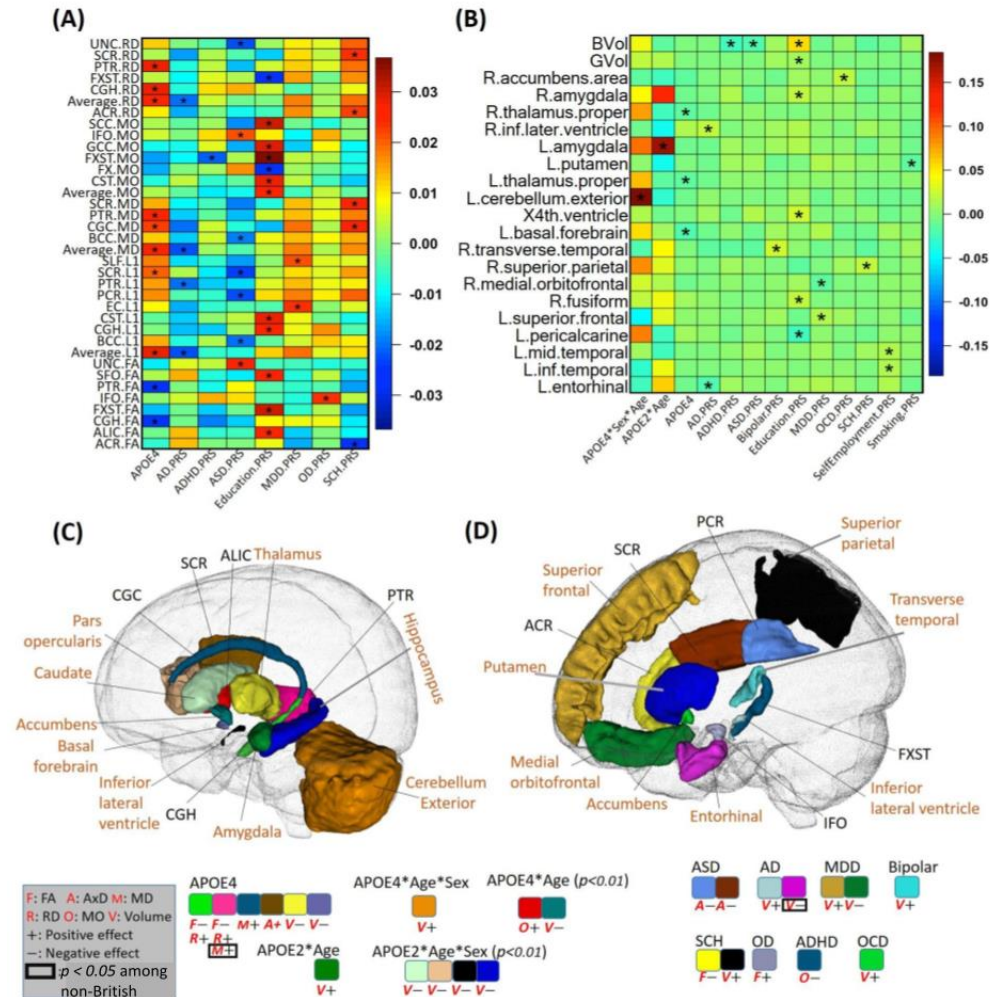 (A)
UNC.RD
SCR.RD
PTR.RD
FXST.RD
CGH.RD
Average.RD
ACR.RD
SCC.MO
IFO.MO
GCC.MO
FXST.MO
FX.MO
CST.MO
Average.MO
SCR.MD
PTR.MD
CGC.MD
BCC.MD
Average.MD
SLF.L1
SCR.L1
PTR.L1
PCR.L1
EC.L1
CST.L1
CGH.L1
BCC.L1
Average.L1
UNC.FA
SFO.FA
PTR.FA
IFO.FA
FXST.FA
CGH.FA
ALIC.FA
ACR.FA
APOE4
AD.PRS
ADHD.PRS
ASD.PRS
Education.PRS
MDD.PRS
OD.PRS
SCH.PRS
0.03
0.02
0.01
0.00
-0.01
-0.02
-0.03
(B)
BVol
GVol
R.accumbens.area
R.amygdala
R.thalamus.proper
R.inf.later.ventricle
L.amygdala
L.putamen
L.thalamus.proper
L.cerebellum.exterior
X4th.ventricle
L.basal.forebrain
R.transverse.temporal
R.superior.parietal
R.medial.orbitofrontal
R.fusiform
L.superior.frontal
L.pericalcarine
L.mid.temporal
L.inf.temporal
L.entorhinal
APOE4*Sex*Age
APOE2*Age
APOE4
AD.PRS
ADHD.PRS
ASD.PRS
Bipolar.PRS
Education.PRS
MDD.PRS
OCD.PRS
SCH.PRS
SelfEmployment.PRS
Smoking.PRS
0.15
0.10
0.05
0.00
-0.05
-0.10
-0.15
(C)
SCR
ALIC
Thalamus
CGC
PTR
Pars
opercularis
Hippocampus
Caudate
Accumbens
Basal
forebrain
Inferior
lateral
ventricle
CGH
Amygdala
Cerebellum
Exterior
(D)
PCR
Superior
parietal
SCR
Superior
frontal
Transverse
temporal
ACR
Putamen
Medial
orbitofrontal
Accumbens
Entorhinal
FXST
Inferior
lateral ventricle
IFO
F: FA A: AxD M: MD
R: RD O: MO V: Volume
+: Positive effect
−: Negative effect
:p < 0.05 among
non-British
APOE4
F− F− M+ A+ V− V−
R+ R+
M+
APOE4*Age*Sex
V+
APOE4*Age (p<0.01)
O+ V−
APOE2*Age
V+
APOE2*Age*Sex (p<0.01)
V− V− V− V−
ASD
A− A−
AD
V+ V−
MDD
V+ V−
Bipolar
V+
SCH
F− V+
OD
F+
ADHD
O−
OCD
V+